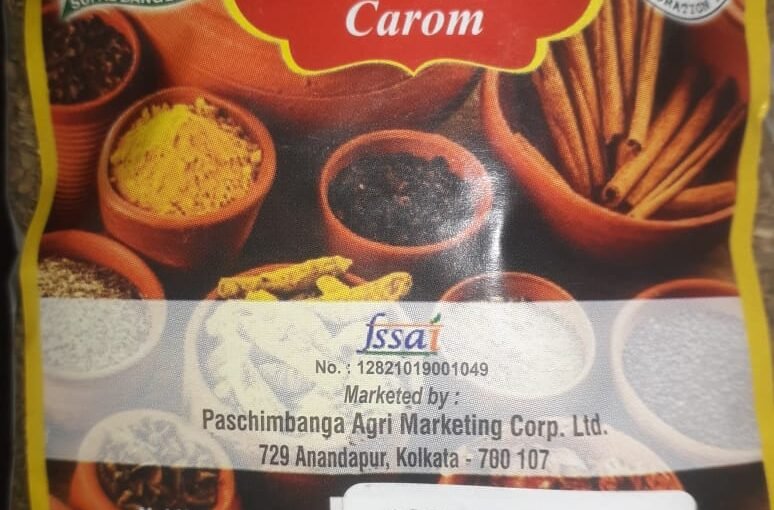 Carom
fssai
No. : 12821019001049
Marketed by :
Paschimbanga Agri Marketing Corp. Ltd.
729 Anandapur, Kolkata - 700 107